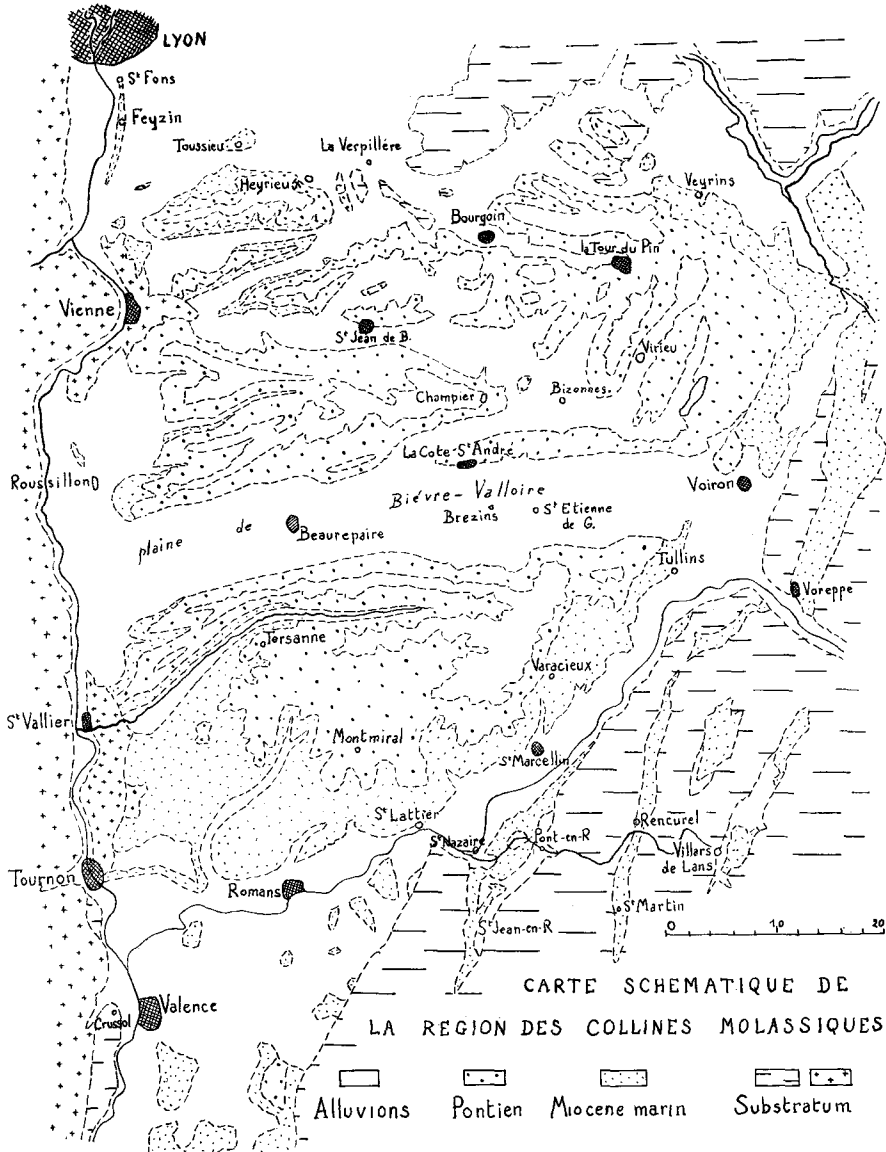 LYON
St Fons
Feyzin
Toussieu
La Verpillére
Heyrieux
Veyrins
Bourgoin
la Tour du Pin
Vienne
St Jean de B.
Virieu
Champier
Bizonnes
La Cote-St André
Roussillon
Voiron
Biévre-Valloire
Brezins
St Etienne
de G.
plaine de
Beaurepaire
Tullins
Voreppe
Tersanne
Varacieux
St Vallier
Montmiral
St Marcellin
St Lattier
Rencurel
St Nazaire
Pont-en-R
Villars
de Lans
Tournon
Romans
St Martin
St Jean-en-R
0 1,0 20
Valence
Crussol
CARTE SCHEMATIQUE DE
LA REGION DES COLLINES MOLASSIQUES
Alluvions Pontien Miocene marin Substratum